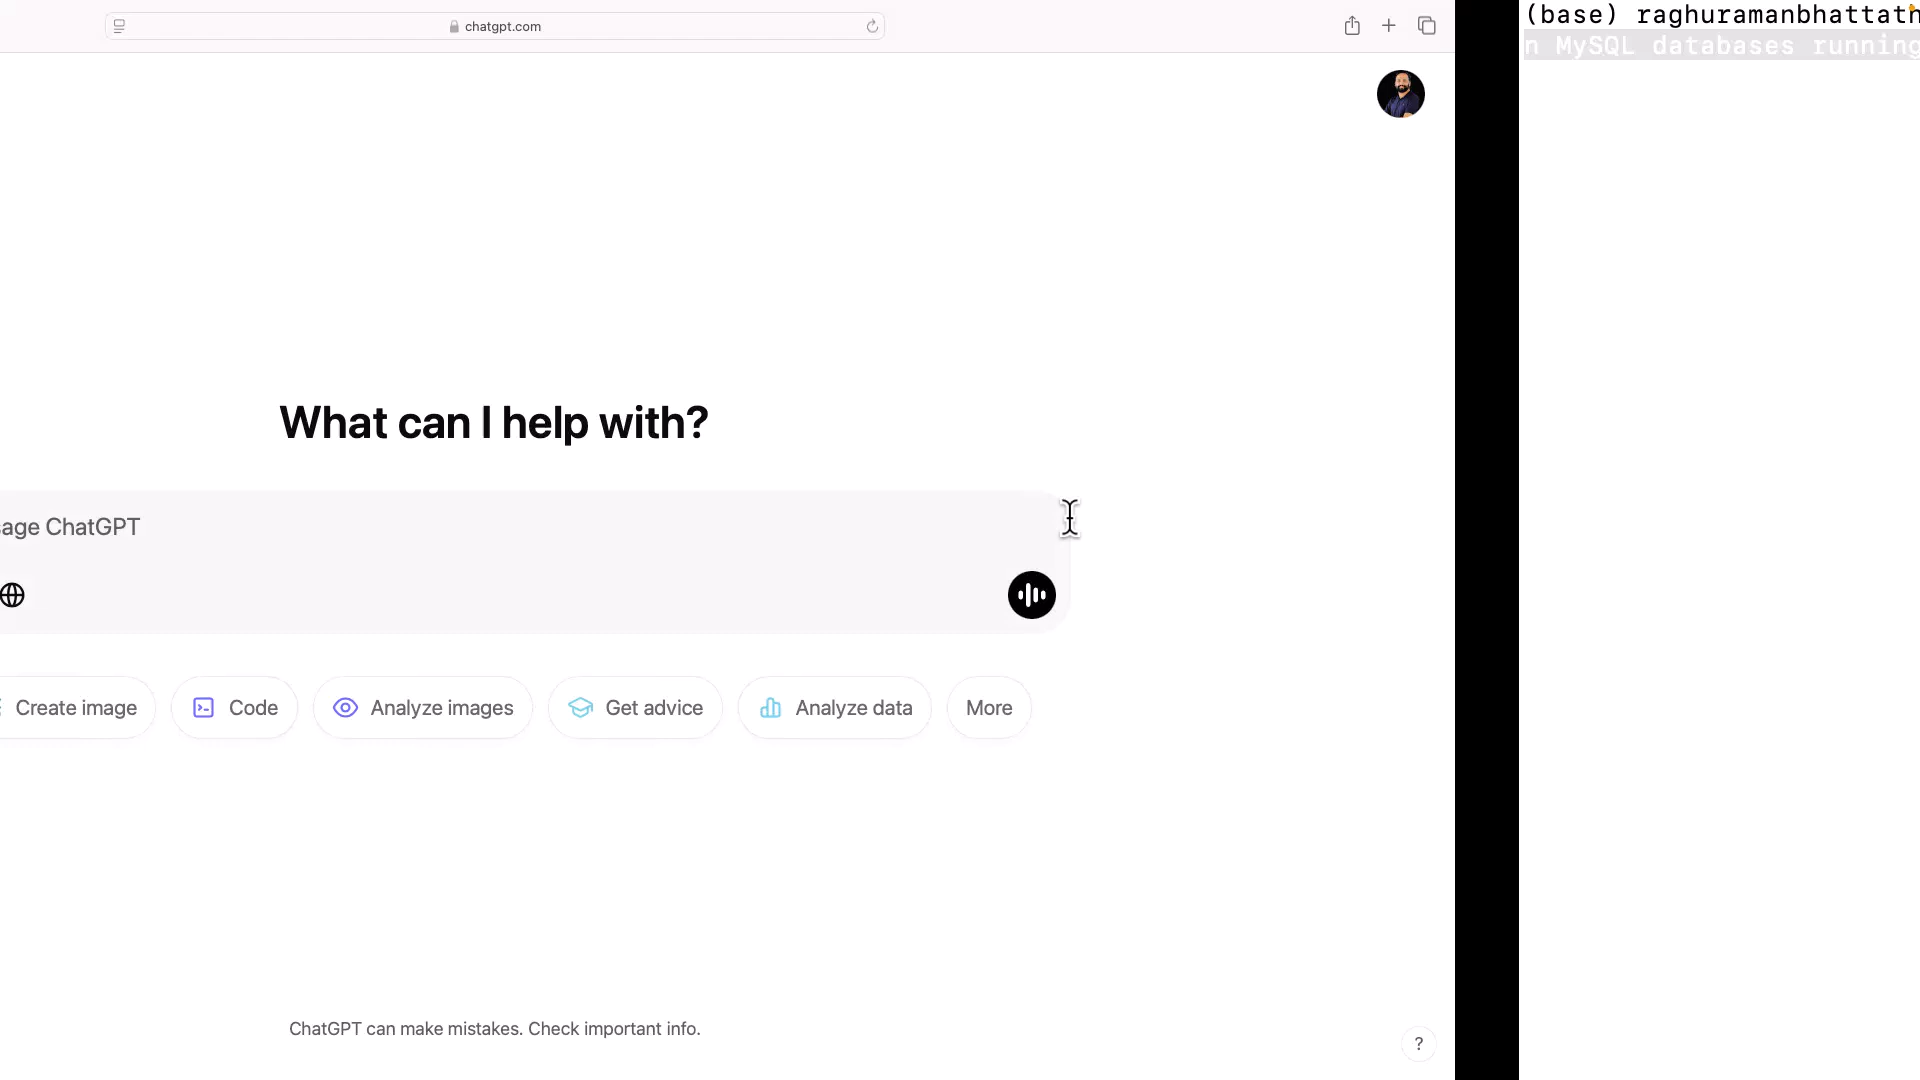 chatgpt.com
What can I help with?
sage ChatGPT
Create image
Code
Analyze images
Get advice
Analyze data
More
ChatGPT can make mistakes. Check important info.
?
(base) raghuramanbhattath
n MySQL databases running